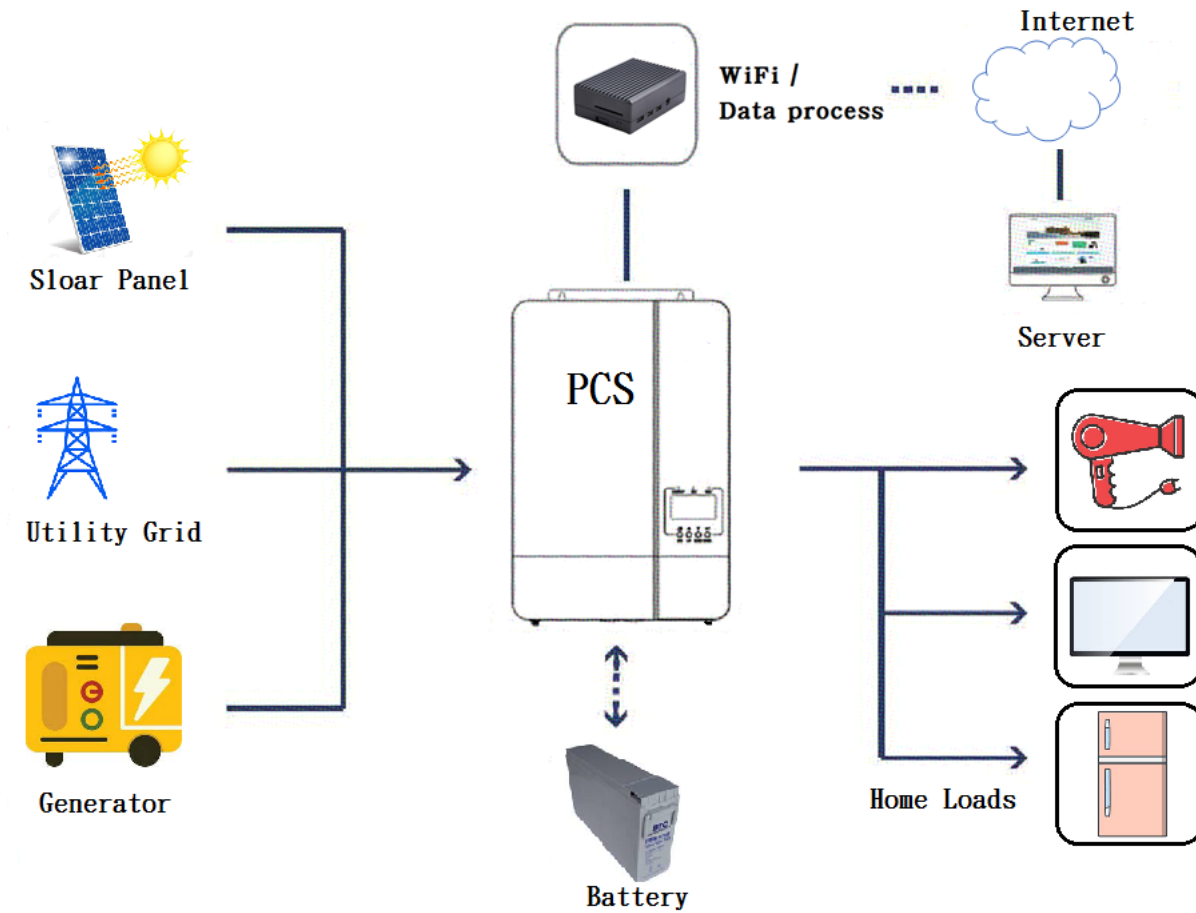 Internet
WiFi /
Data process
Sloar Panel
Server
PCS
Utility Grid
Generator
Home Loads
Battery